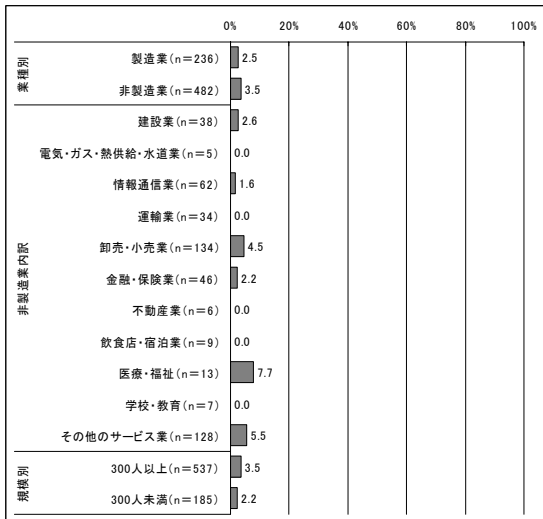 0% 20% 40% 60% 80% 100%
業種別
製造業(n=236) 2.5
非製造業(n=482) 3.5
非製造業内訳
建設業(n=38) 2.6
電気・ガス・熱供給・水道業(n=5) 0.0
情報通信業(n=62) 1.6
運輸業(n=34) 0.0
卸売・小売業(n=134) 4.5
金融・保険業(n=46) 2.2
不動産業(n=6) 0.0
飲食店・宿泊業(n=9) 0.0
医療・福祉(n=13) 7.7
学校・教育(n=7) 0.0
その他のサービス業(n=128) 5.5
規模別
300人以上(n=537) 3.5
300人未満(n=185) 2.2